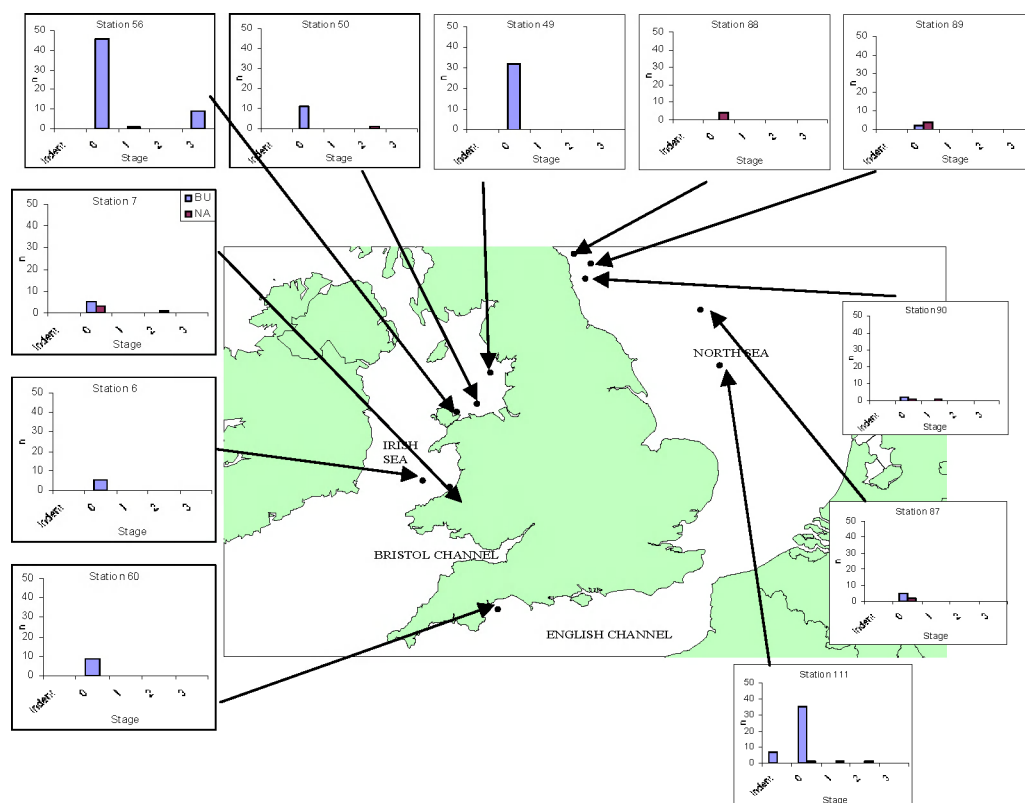 Station 56
50
40
30
20
10
0
n
Indent 0 1 2 3
Stage
Station 50
50
40
30
20
10
0
n
Indent 0 1 2 3
Stage
Station 49
50
40
30
20
10
0
n
Indent 0 1 2 3
Stage
Station 88
50
40
30
20
10
0
n
Indent 0 1 2 3
Stage
Station 89
50
40
30
20
10
0
n
Indent 0 1 2 3
Stage
Station 7
BU
NA
50
40
30
20
10
0
n
Indent 0 1 2 3
Stage
Station 6
50
40
30
20
10
0
n
Indent 0 1 2 3
Stage
Station 60
50
40
30
20
10
0
n
Indent 0 1 2 3
Stage
NORTH SEA
IRISH
SEA
BRISTOL CHANNEL
ENGLISH CHANNEL
Station 90
50
40
30
20
10
0
n
Indent 0 1 2 3
Stage
Station 87
50
40
30
20
10
0
n
Indent 0 1 2 3
Stage
Station 111
50
40
30
20
10
0
n
Indent 0 1 2 3
Stage